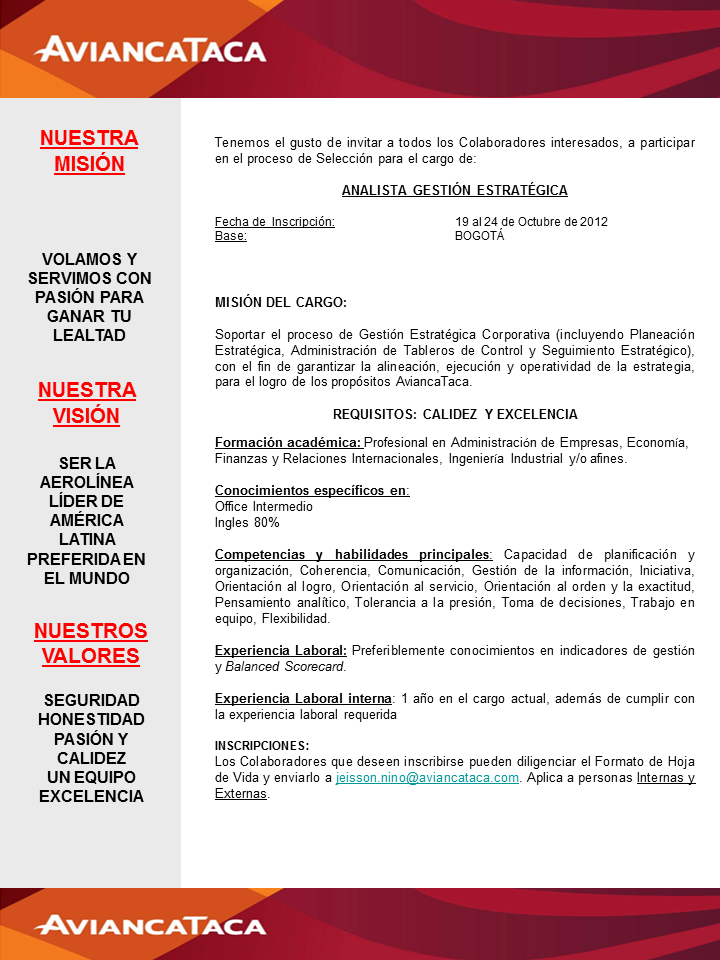 AVIANCATACA
NUESTRA
MISIÓN
VOLAMOS Y
SERVIMOS CON
PASIÓN PARA
GANAR TU
LEALTAD
NUESTRA
VISIÓN
SER LA
AEROLÍNEA
LÍDER DE
AMÉRICA
LATINA
PREFERIDA EN
EL MUNDO
NUESTROS
VALORES
SEGURIDAD
HONESTIDAD
PASIÓN Y
CALIDEZ
UN EQUIPO
EXCELENCIA
Tenemos el gusto de invitar a todos los Colaboradores interesados, a participar
en el proceso de Selección para el cargo de:
ANALISTA GESTIÓN ESTRATÉGICA
Fecha de Inscripción: 19 al 24 de Octubre de 2012
Base: BOGOTÁ
MISIÓN DEL CARGO:
Soportar el proceso de Gestión Estratégica Corporativa (incluyendo Planeación
Estratégica, Administración de Tableros de Control y Seguimiento Estratégico),
con el fin de garantizar la alineación, ejecución y operatividad de la estrategia,
para el logro de los propósitos AviancaTaca.
REQUISITOS: CALIDEZ Y EXCELENCIA
Formación académica: Profesional en Administración de Empresas, Economía,
Finanzas y Relaciones Internacionales, Ingeniería Industrial y/o afines.
Conocimientos específicos en:
Office Intermedio
Ingles 80%
Competencias y habilidades principales: Capacidad de planificación y
organización, Coherencia, Comunicación, Gestión de la información, Iniciativa,
Orientación al logro, Orientación al servicio, Orientación al orden y la exactitud,
Pensamiento analítico, Tolerancia a la presión, Toma de decisiones, Trabajo en
equipo, Flexibilidad.
Experiencia Laboral: Preferiblemente conocimientos en indicadores de gestión
y Balanced Scorecard.
Experiencia Laboral interna: 1 año en el cargo actual, además de cumplir con
la experiencia laboral requerida
INSCRIPCIONES:
Los Colaboradores que deseen inscribirse pueden diligenciar el Formato de Hoja
de Vida y enviarlo a jeisson.nino@aviancataca.com. Aplica a personas Internas y
Externas.
AVIANCATACA